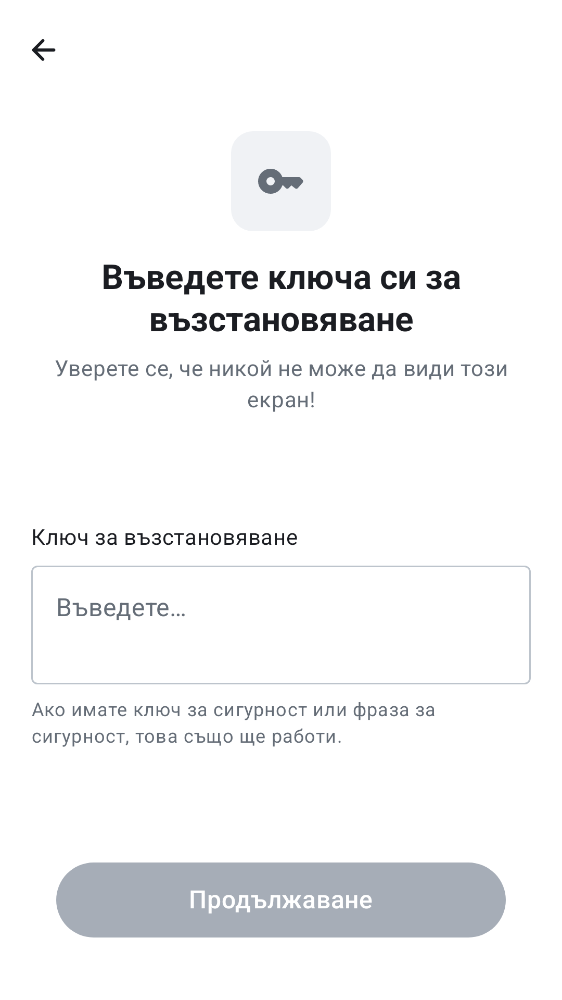 Въведете ключа си за
възстановяване
Уверете се, че никой не може да види този
екран!
Ключ за възстановяване
Въведете…
Ако имате ключ за сигурност или фраза за
сигурност, това също ще работи.
Продължаване